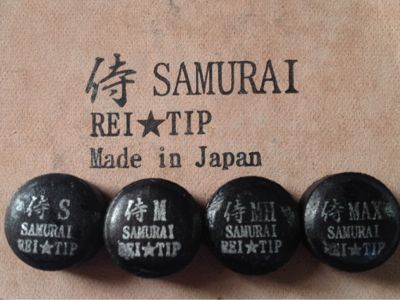 侍 SAMURAI
REI★TIP
Made in Japan
侍 S
SAMURAI
REI★TIP
侍 M
SAMURAI
REI★TIP
侍 MH
SAMURAI
REI★TIP
侍 MAX
SAMURAI
REI★TIP